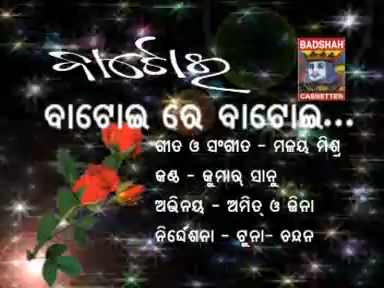 ବାଟୋଇ
BADSHAH
CASSETTES
ବାଟୋଇ ରେ ବାଟୋଇ...
ଗୀତ ଓ ସଂଗୀତ - ମଳୟ ମିଶ୍ର
କଣ୍ଠ - କୁମାର୍ ସାନୁ
ଅଭିନୟ - ଅମିତ୍ ଓ ଜିନା
ନିର୍ଦ୍ଦେଶନା - ଟୁନା- ଚନ୍ଦନ